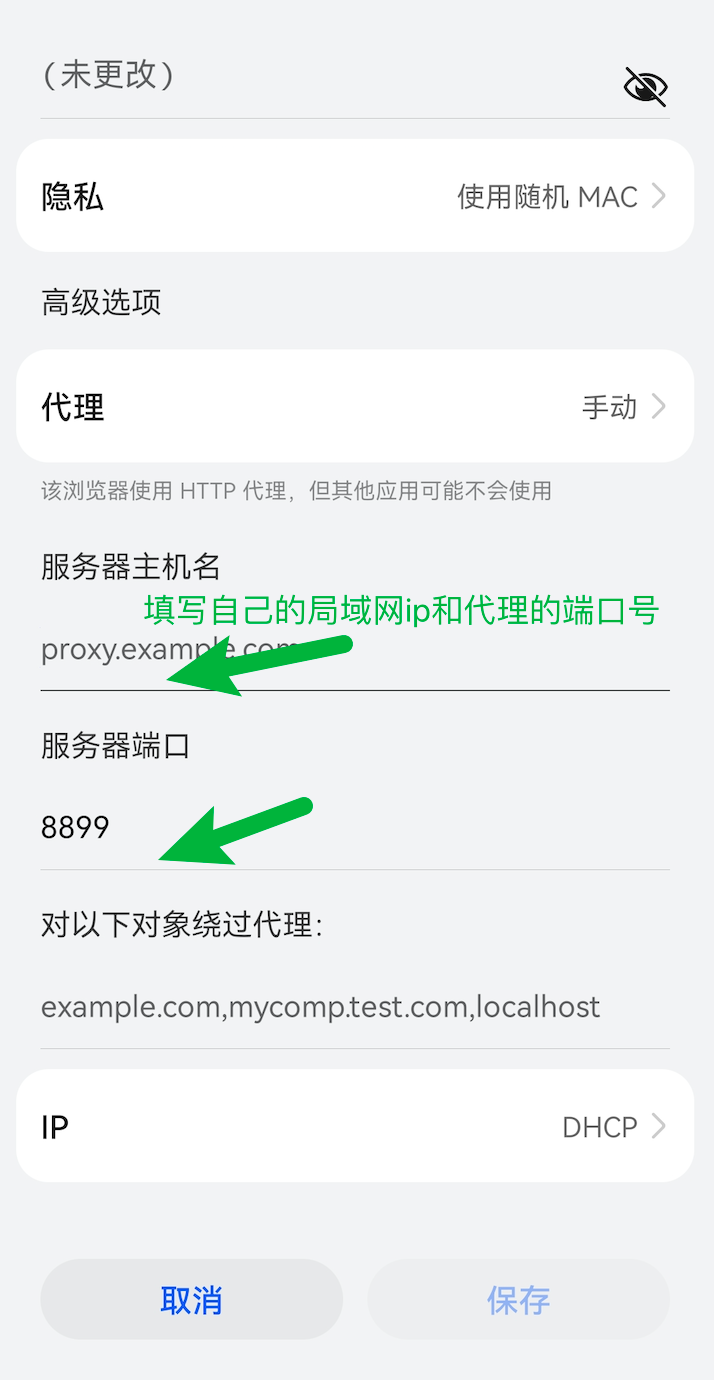 （未更改）
隐私 使用随机 MAC
高级选项
代理 手动
该浏览器使用 HTTP 代理，但其他应用可能不会使用
服务器主机名
填写自己的局域网ip和代理的端口号
proxy.example.com
服务器端口
8899
对以下对象绕过代理：
example.com,mycomp.test.com,localhost
IP DHCP
取消 保存